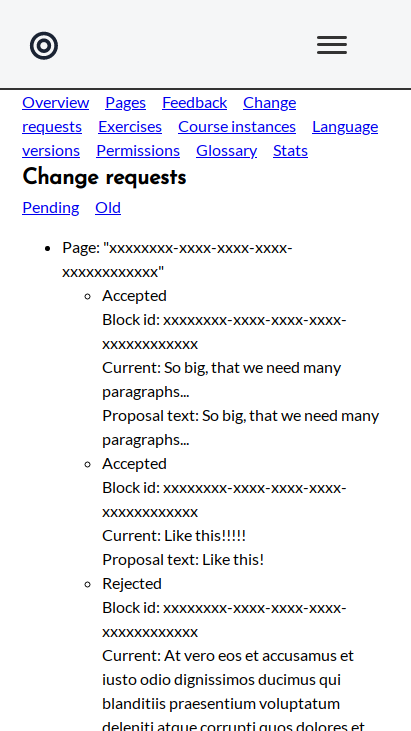 Overview Pages Feedback Change
requests Exercises Course instances Language
versions Permissions Glossary Stats
Change requests
Pending Old
Page: "xxxxxxxx-xxxx-xxxx-xxxx-
xxxxxxxxxxxx"
Accepted
Block id: xxxxxxxx-xxxx-xxxx-xxxx-
xxxxxxxxxxxx
Current: So big, that we need many
paragraphs...
Proposal text: So big, that we need many
paragraphs...
Accepted
Block id: xxxxxxxx-xxxx-xxxx-xxxx-
xxxxxxxxxxxx
Current: Like this!!!!!
Proposal text: Like this!
Rejected
Block id: xxxxxxxx-xxxx-xxxx-xxxx-
xxxxxxxxxxxx
Current: At vero eos et accusamus et
iusto odio dignissimos ducimus qui
blanditiis praesentium voluptatum
deleniti atque corrupti quos dolores et